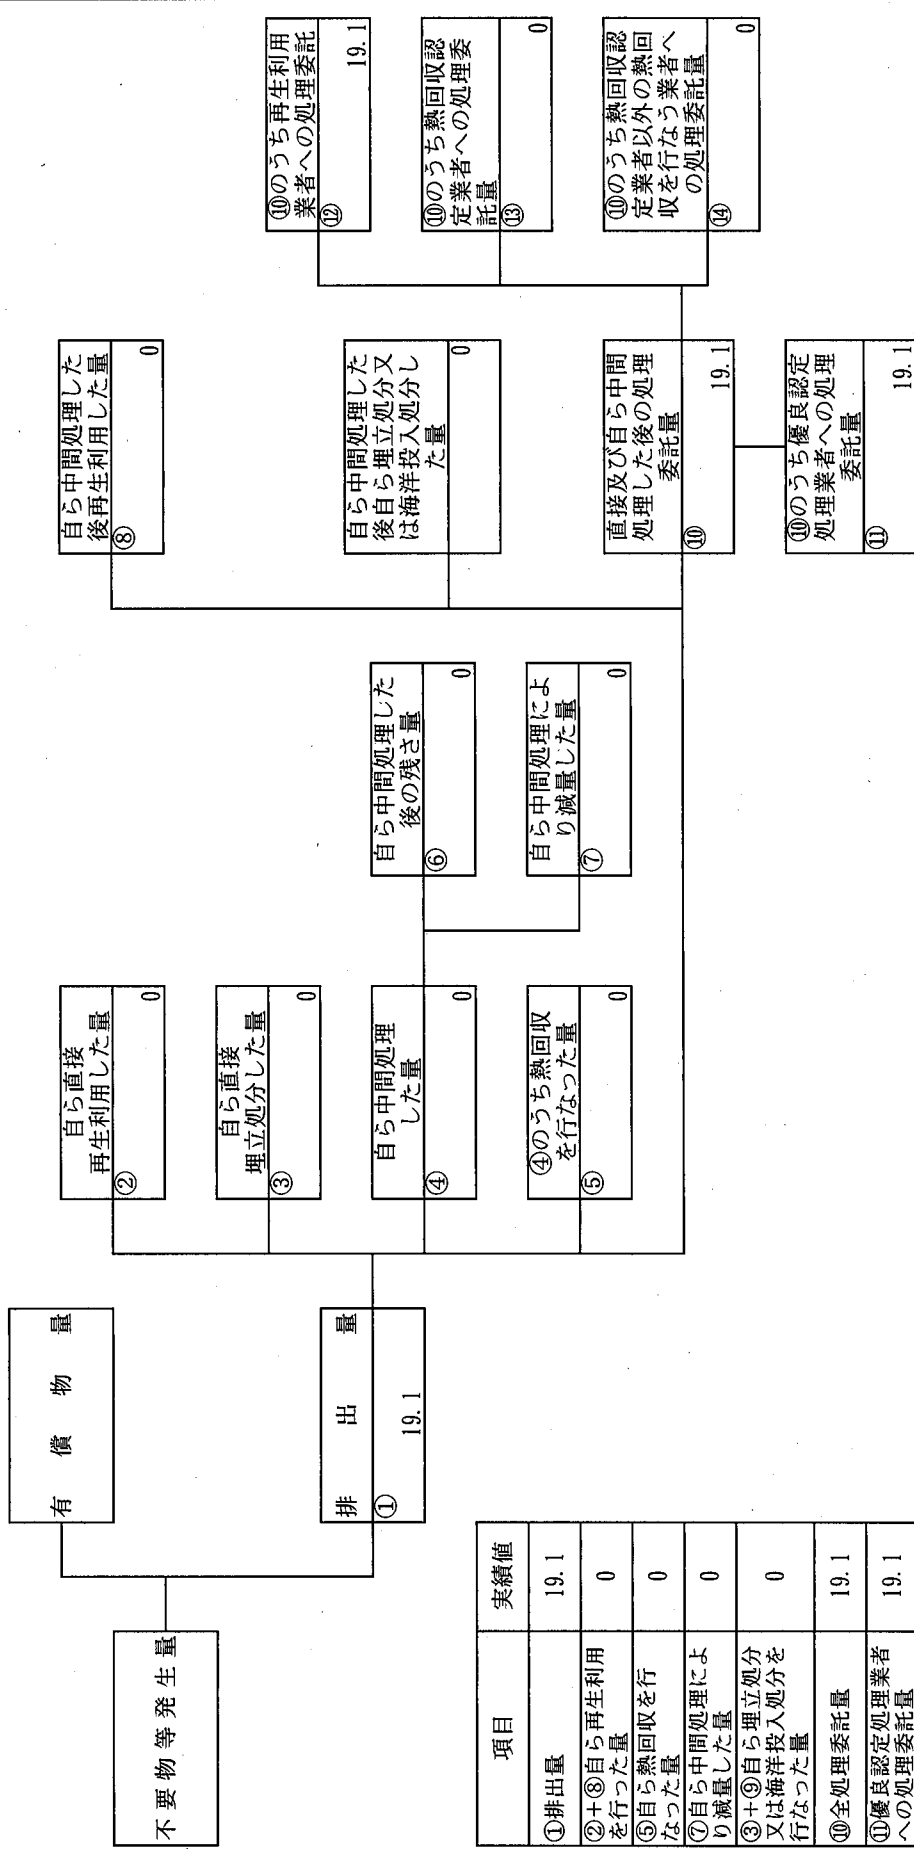 不要物等発生量
有償物量
排出量
①
19.1
自ら直接
再生利用した量
②
0
自ら直接
埋立処分した量
③
0
自ら中間処理
した量
④
0
④のうち熱回収
を行なった量
⑤
0
自ら中間処理した
後の残さ量
⑥
0
自ら中間処理によ
り減量した量
⑦
0
自ら中間処理した
後再生利用した量
⑧
0
自ら中間処理した
後自ら埋立処分又
は海洋投入処分し
た量
0
直接及び自ら中間
処理した後の処理
委託量
⑩
19.1
⑩のうち優良認定
処理業者への処理
委託量
⑪
19.1
⑩のうち再生利用
業者への処理委託
⑫
19.1
⑩のうち熱回収認
定業者への処理委
託量
⑬
0
⑩のうち熱回収認
定業者以外の熱回
収を行なう業者へ
の処理委託量
⑭
0
項目 実績値
①排出量 19.1
②+⑧自ら再生利用
を行った量 0
⑤自ら熱回収を行
なった量 0
⑦自ら中間処理によ
り減量した量 0
③+⑨自ら埋立処分
又は海洋投入処分を
行なった量 0
⑩全処理委託量 19.1
⑪優良認定処理業者
への処理委託量 19.1